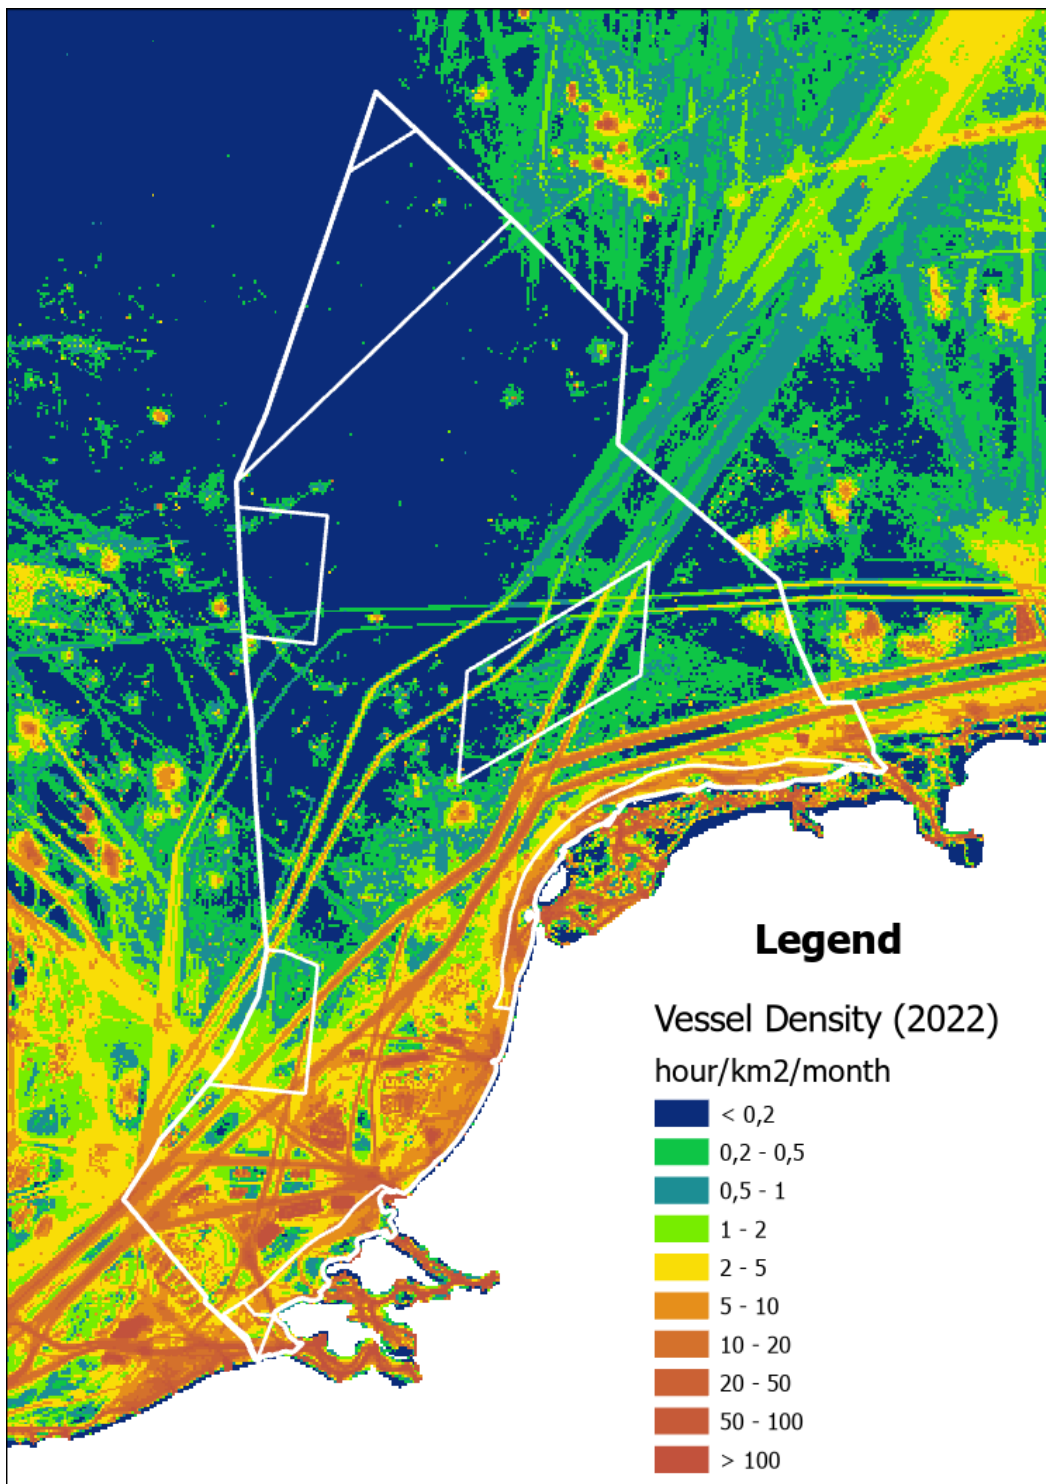 Legend
Vessel Density (2022)
hour/km2/month
< 0,2
0,2 - 0,5
0,5 - 1
1 - 2
2 - 5
5 - 10
10 - 20
20 - 50
50 - 100
> 100